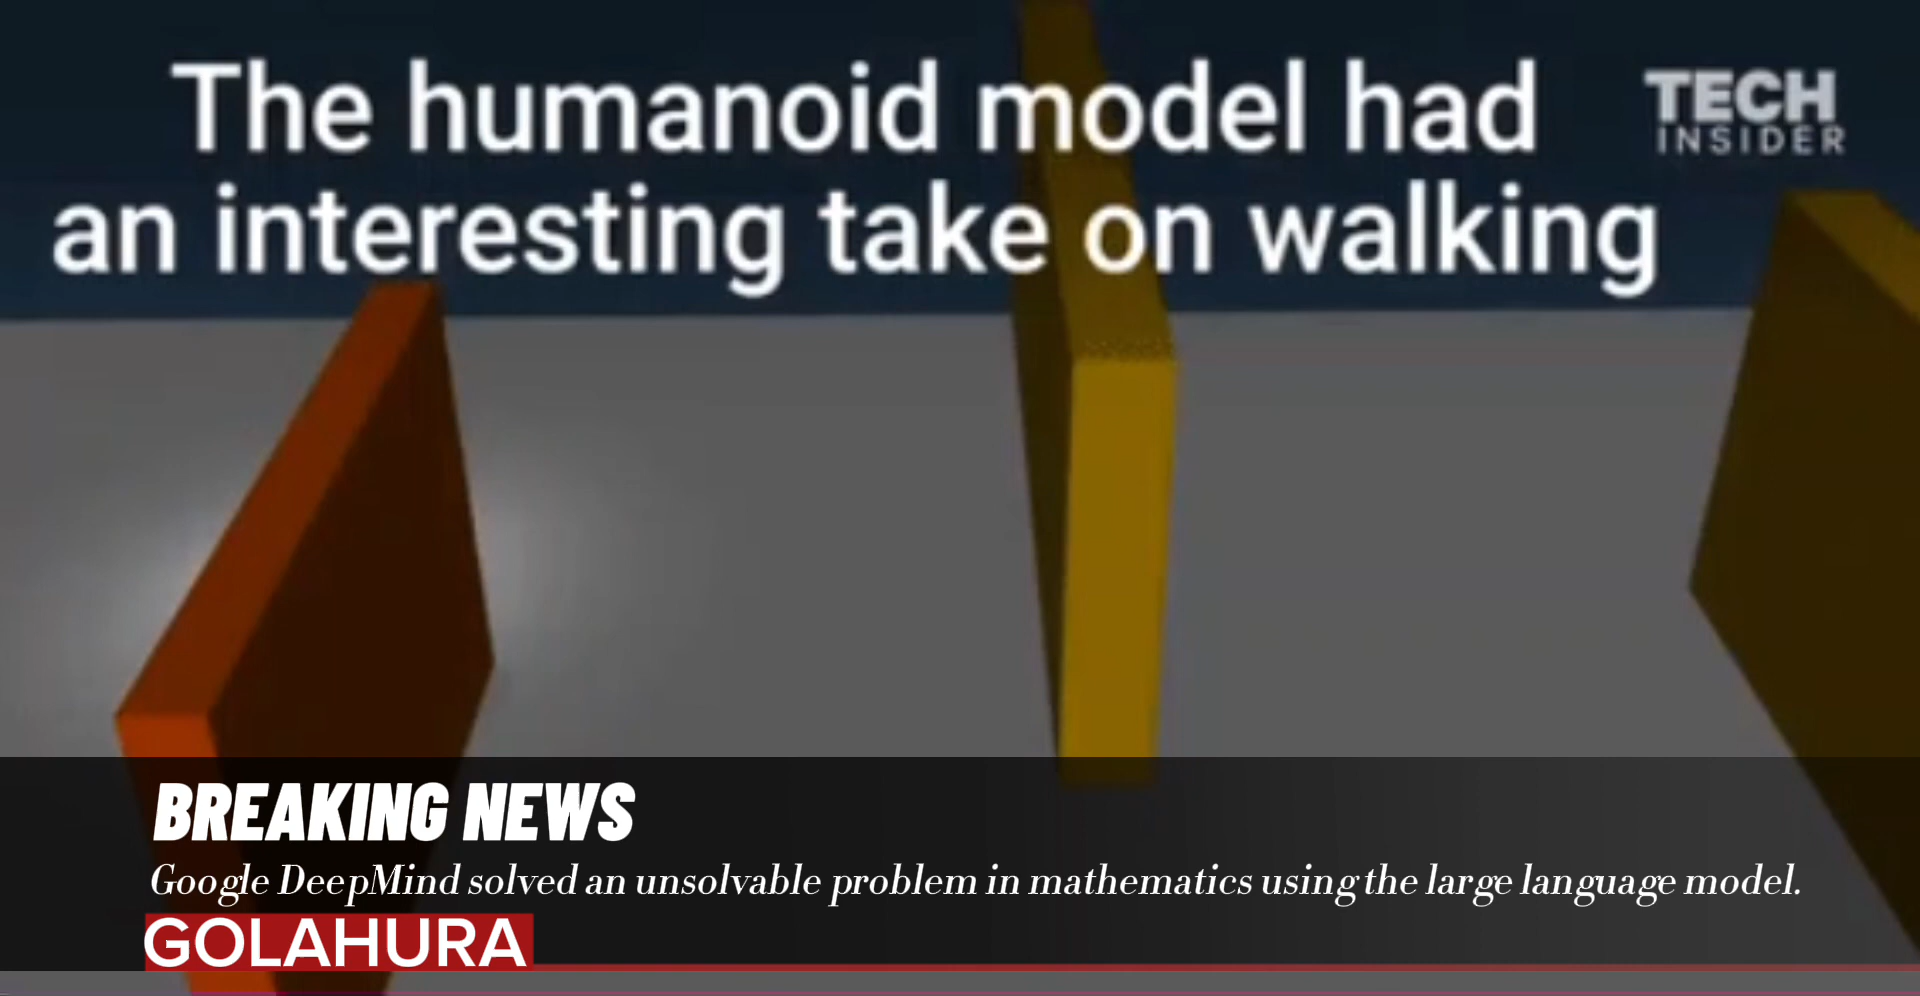 The humanoid model had
an interesting take on walking
TECH
INSIDER
BREAKING NEWS
Google DeepMind solved an unsolvable problem in mathematics using the large language model.
GOLAHURA